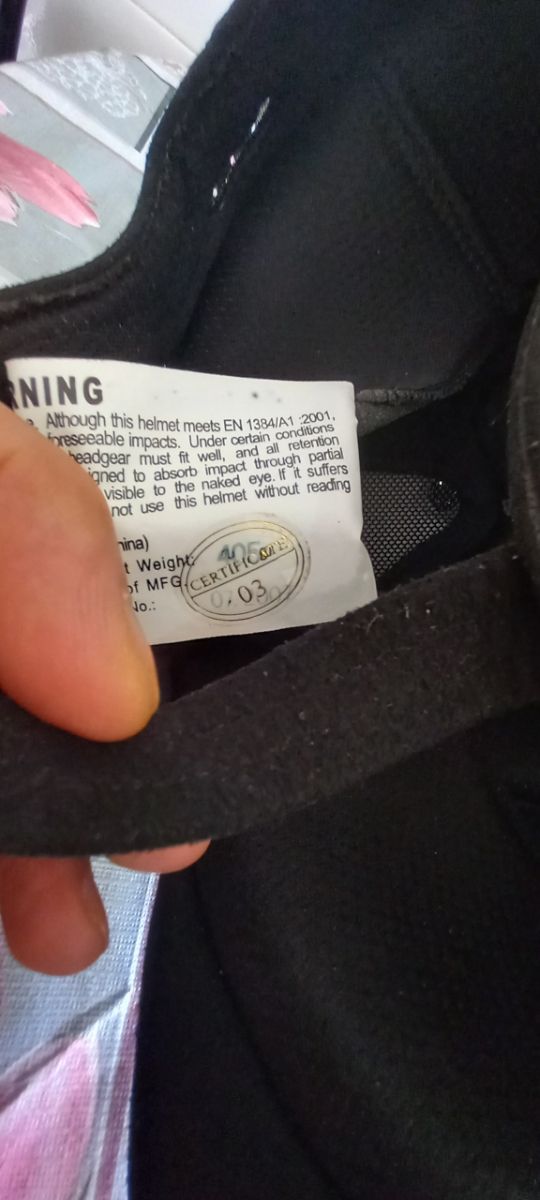 RNING
Although this helmet meets EN 1384/A1 :2001,
foreseeable impacts. Under certain conditions
headgear must fit well, and all retention
igned to absorb impact through partial
visible to the naked eye. If it suffers
not use this helmet without reading
hina)
t Weight:
of MFG.
No.:
CERTIFICATE
03